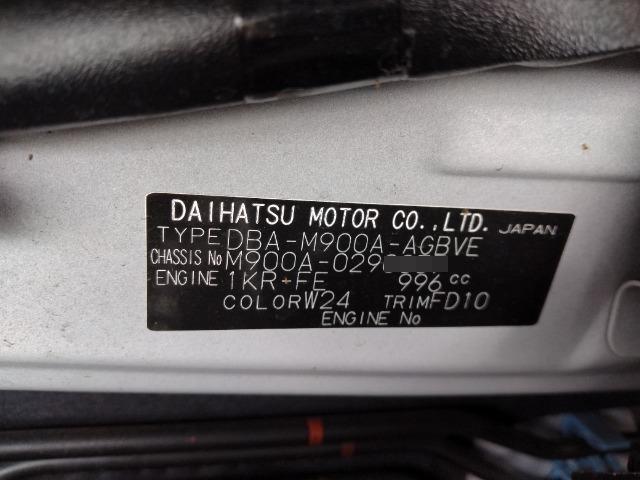 DAIHATSU MOTOR CO.,LTD. JAPAN
TYPE DBA-M900A-AGBVE
CHASSIS No M900A-029
ENGINE 1KR-FE 996 cc
COLOR W24 TRIM FD10
ENGINE No